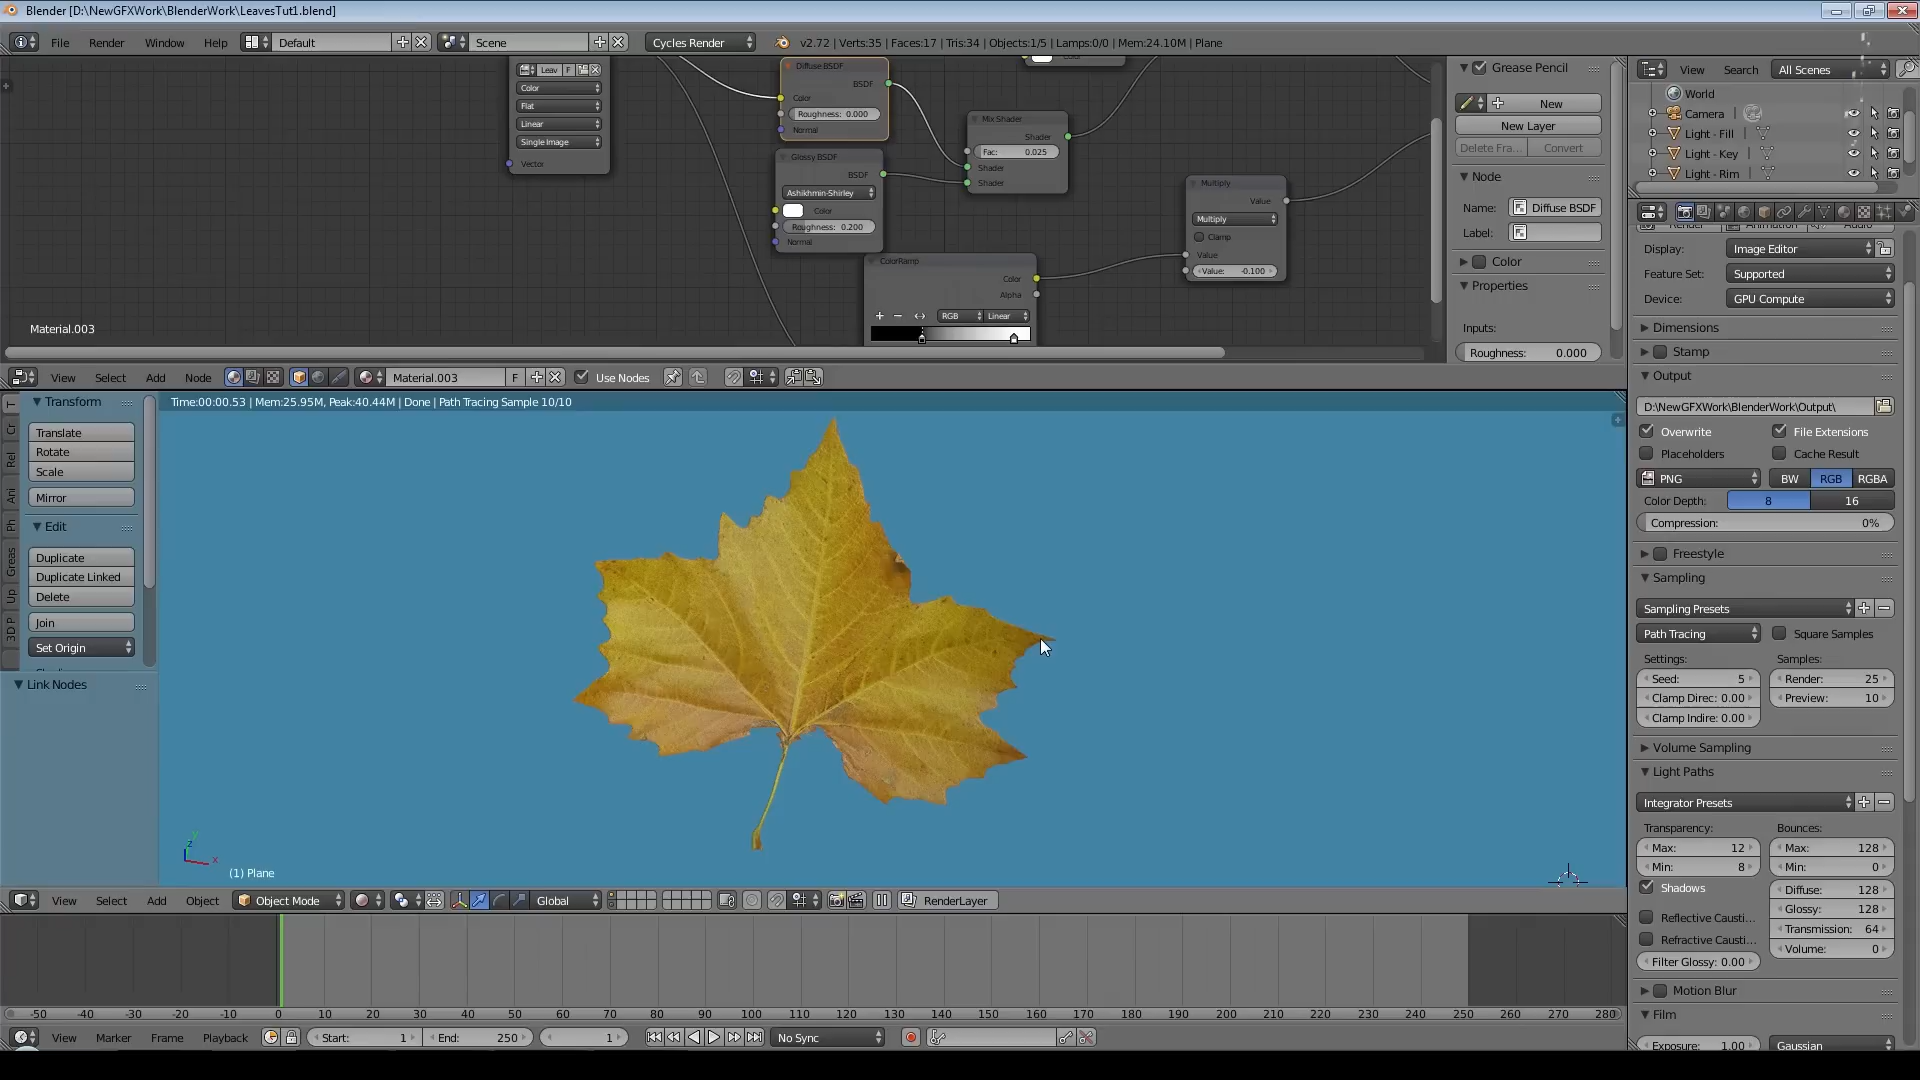 Blender [D:\NewGFXWork\BlenderWork\LeavesTut1.blend]
File Render Window Help Default Scene Cycles Render v2.72 | Verts:35 | Faces:17 | Tris:34 | Objects:1/5 | Lamps:0/0 | Mem:24.10M | Plane
Leav F
Color
Flat
Linear
Single Image
Vector
Diffuse BSDF
BSDF
Color
Roughness: 0.000
Normal
Glossy BSDF
BSDF
Ashikhmin-Shirley
Color
Roughness: 0.200
Normal
Mix Shader
Shader
Fac: 0.025
Shader
Shader
Color
Multiply
Value
Multiply
Clamp
Value
Value: -0.100
ColorRamp
Color
Alpha
RGB Linear
Material.003
Grease Pencil
New
New Layer
Delete Fra... Convert
Node
Name: Diffuse BSDF
Label:
Color
Properties
Inputs:
Roughness: 0.000
View Search All Scenes
World
Camera
Light - Fill
Light - Key
Light - Rim
View Select Add Node Material.003 F Use Nodes
Transform
Translate
Rotate
Scale
Mirror
Edit
Duplicate
Duplicate Linked
Delete
Join
Set Origin
Link Nodes
T
Cr
Rel
Ani
Ph
Greas
Up
3D P
Time:00:00.53 | Mem:25.95M, Peak:40.44M | Done | Path Tracing Sample 10/10
z
x
(1) Plane
View Select Add Object Object Mode Global RenderLayer
-50 -40 -30 -20 -10 0 10 20 30 40 50 60 70 80 90 100 110 120 130 140 150 160 170 180 190 200 210 220 230 240 250 260 270 280
View Marker Frame Playback Start: 1 End: 250 1 No Sync
Display: Image Editor
Feature Set: Supported
Device: GPU Compute
Dimensions
Stamp
Output
D:\NewGFXWork\BlenderWork\Output\
Overwrite File Extensions
Placeholders Cache Result
PNG BW RGB RGBA
Color Depth: 8 16
Compression: 0%
Freestyle
Sampling
Sampling Presets
Path Tracing Square Samples
Settings: Samples:
Seed: 5 Render: 25
Clamp Direc: 0.00 Preview: 10
Clamp Indire: 0.00
Volume Sampling
Light Paths
Integrator Presets
Transparency: Bounces:
Max: 12 Max: 128
Min: 8 Min: 0
Shadows Diffuse: 128
Reflective Causti... Glossy: 128
Refractive Causti... Transmission: 64
Filter Glossy: 0.00 Volume: 0
Motion Blur
Film
Exposure: 1.00 Gaussian